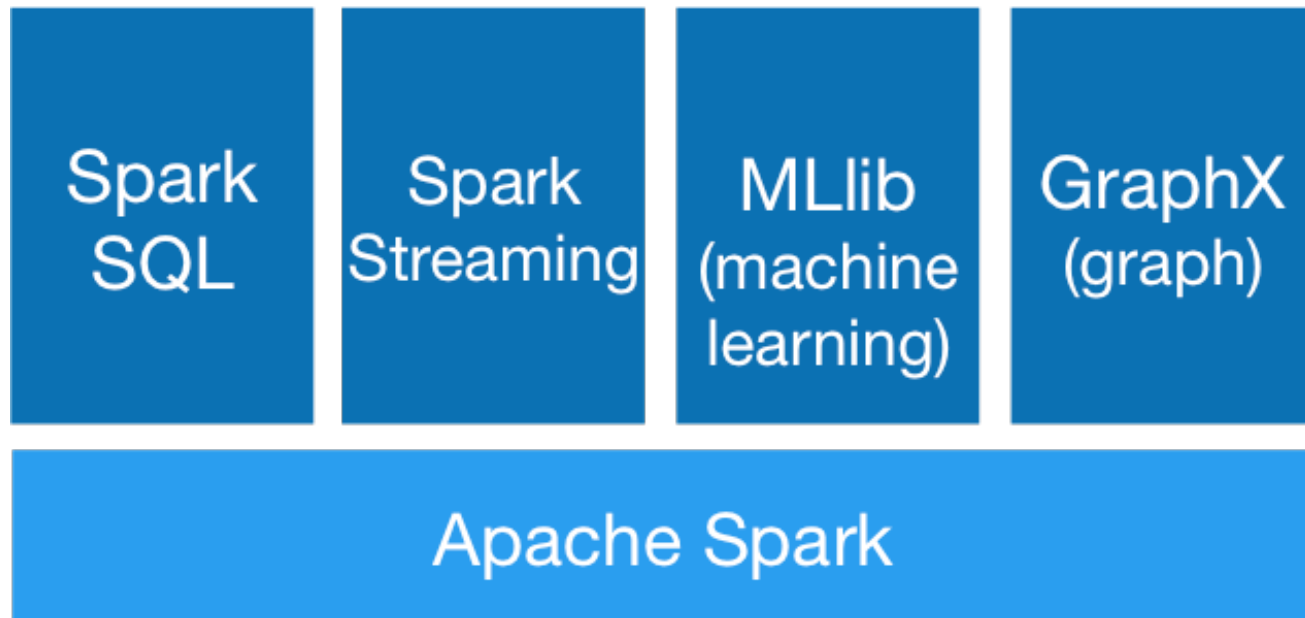 Spark
SQL
Spark
Streaming
MLlib
(machine
learning)
GraphX
(graph)
Apache Spark